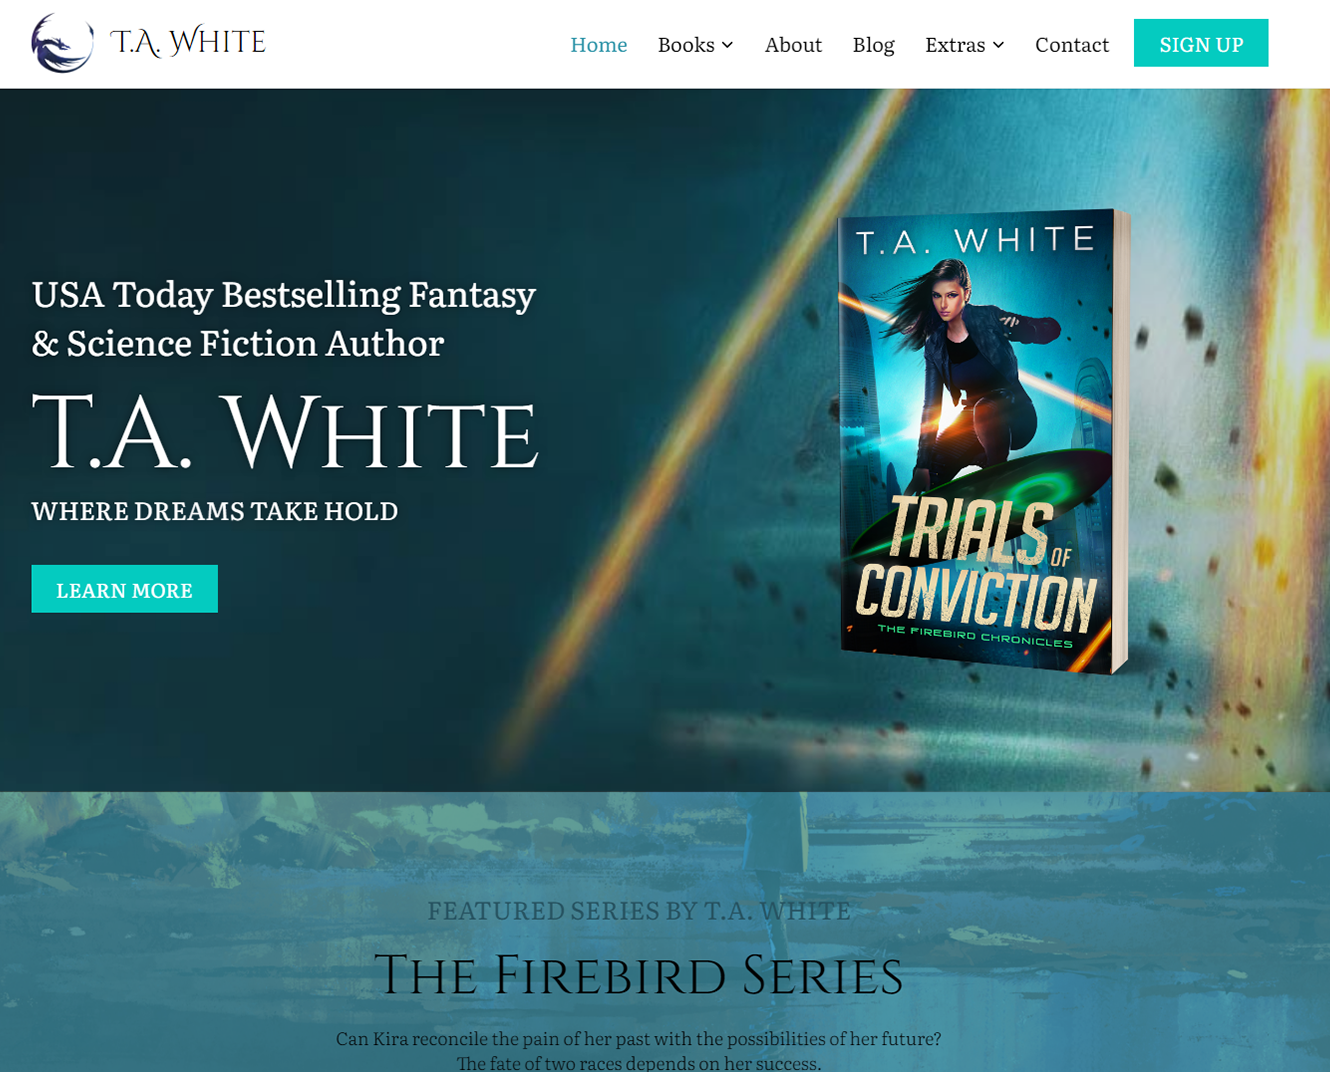 T.A. WHITE
Home Books About Blog Extras Contact SIGN UP
USA Today Bestselling Fantasy
& Science Fiction Author
T.A. WHITE
WHERE DREAMS TAKE HOLD
LEARN MORE
T.A. WHITE
TRIALS OF
CONVICTION
THE FIREBIRD CHRONICLES
FEATURED SERIES BY T.A. WHITE
THE FIREBIRD SERIES
Can Kira reconcile the pain of her past with the possibilities of her future?
The fate of two races depends on her success.